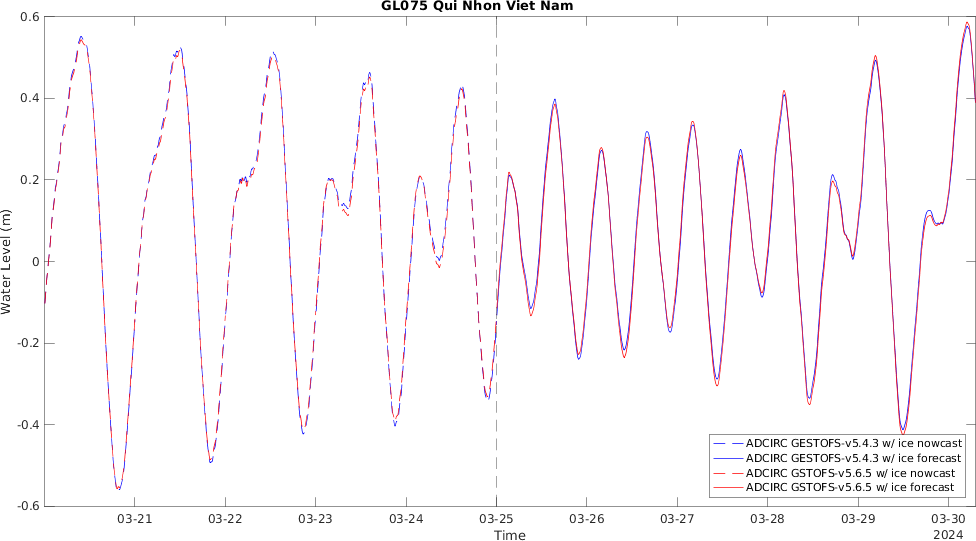 GL075 Qui Nhon Viet Nam
0.6
0.4
0.2
0
-0.2
-0.4
-0.6
Water Level (m)
03-21
03-22
03-23
03-24
03-25
03-26
03-27
03-28
03-29
03-30
2024
Time
ADCIRC GESTOFS-v5.4.3 w/ ice nowcast
ADCIRC GESTOFS-v5.4.3 w/ ice forecast
ADCIRC GSTOFS-v5.6.5 w/ ice nowcast
ADCIRC GSTOFS-v5.6.5 w/ ice forecast